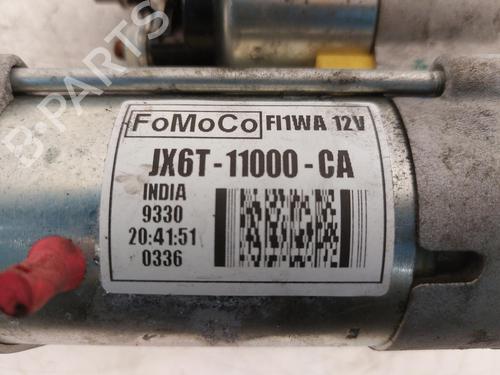 B-PARTS
FoMoCo FI1WA 12V
JX6T-11000-CA
INDIA
9330
20:41:51
0336